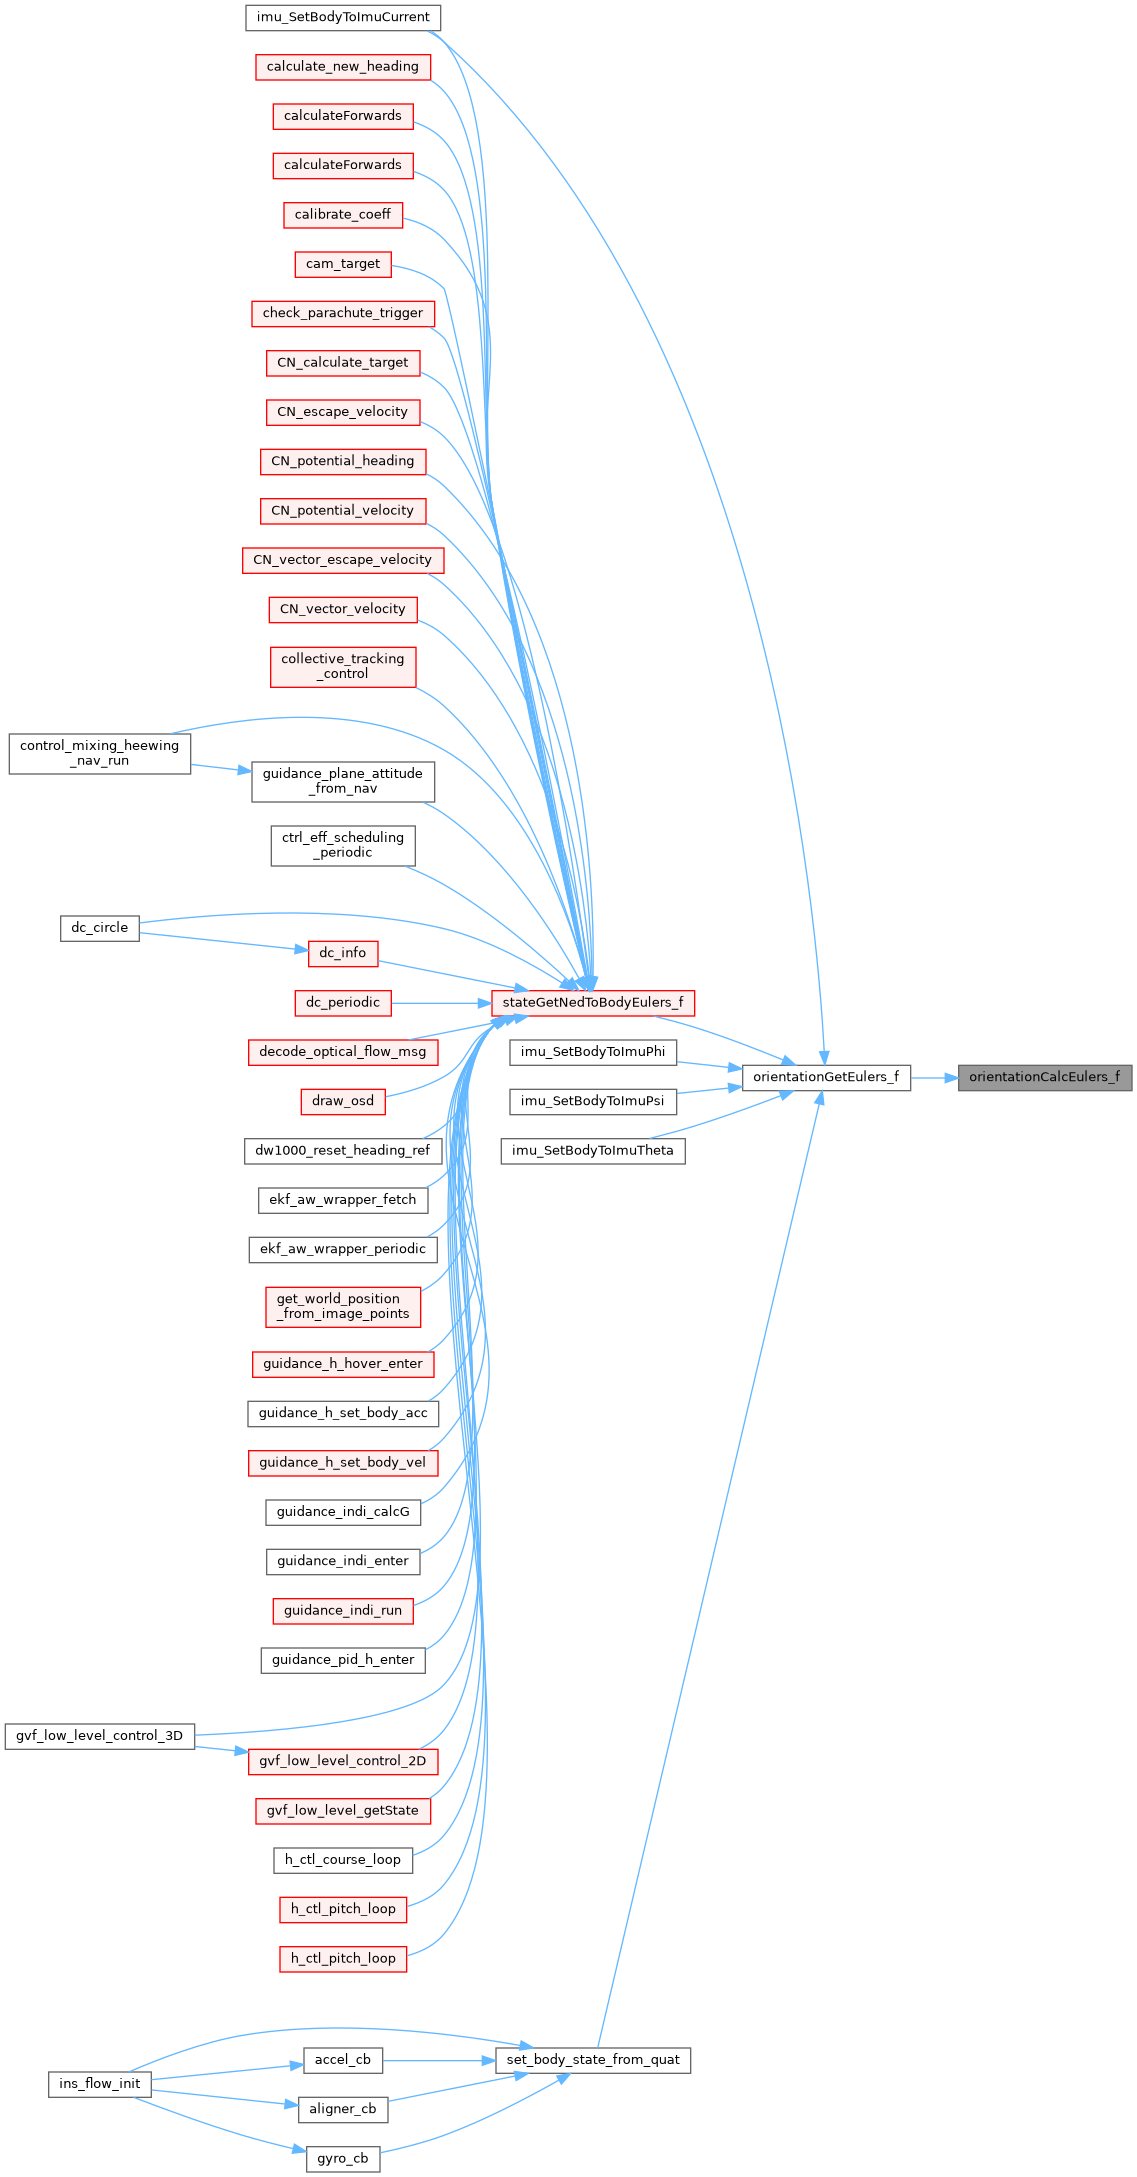 imu_SetBodyToImuCurrent
calculate_new_heading
calculateForwards
calculateForwards
calibrate_coeff
cam_target
check_parachute_trigger
CN_calculate_target
CN_escape_velocity
CN_potential_heading
CN_potential_velocity
CN_vector_escape_velocity
CN_vector_velocity
collective_tracking
_control
control_mixing_heewing
_nav_run
guidance_plane_attitude
_from_nav
ctrl_eff_scheduling
_periodic
dc_circle
dc_info
dc_periodic
stateGetNedToBodyEulers_f
decode_optical_flow_msg
imu_SetBodyToImuPhi
orientationGetEulers_f
orientationCalcEulers_f
draw_osd
imu_SetBodyToImuPsi
dw1000_reset_heading_ref
imu_SetBodyToImuTheta
ekf_aw_wrapper_fetch
ekf_aw_wrapper_periodic
get_world_position
_from_image_points
guidance_h_hover_enter
guidance_h_set_body_acc
guidance_h_set_body_vel
guidance_indi_calcG
guidance_indi_enter
guidance_indi_run
guidance_pid_h_enter
gvf_low_level_control_3D
gvf_low_level_control_2D
gvf_low_level_getState
h_ctl_course_loop
h_ctl_pitch_loop
h_ctl_pitch_loop
set_body_state_from_quat
accel_cb
ins_flow_init
aligner_cb
gyro_cb